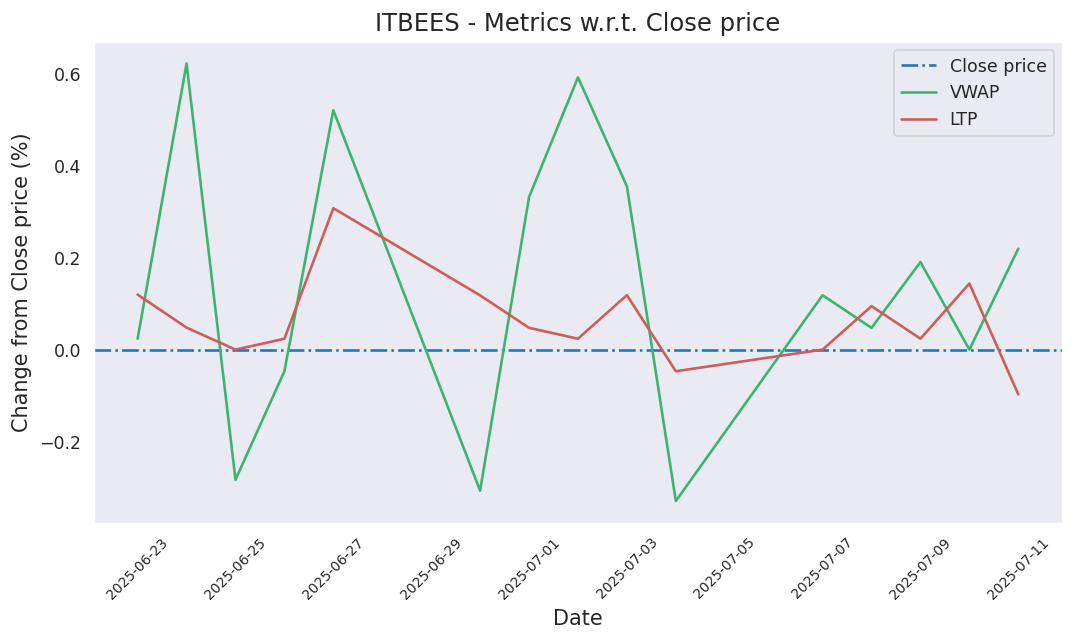 ITBEES - Metrics w.r.t. Close price
Close price
VWAP
LTP
Change from Close price (%)
0.6
0.4
0.2
0.0
−0.2
2025-06-23
2025-06-25
2025-06-27
2025-06-29
2025-07-01
2025-07-03
2025-07-05
2025-07-07
2025-07-09
2025-07-11
Date